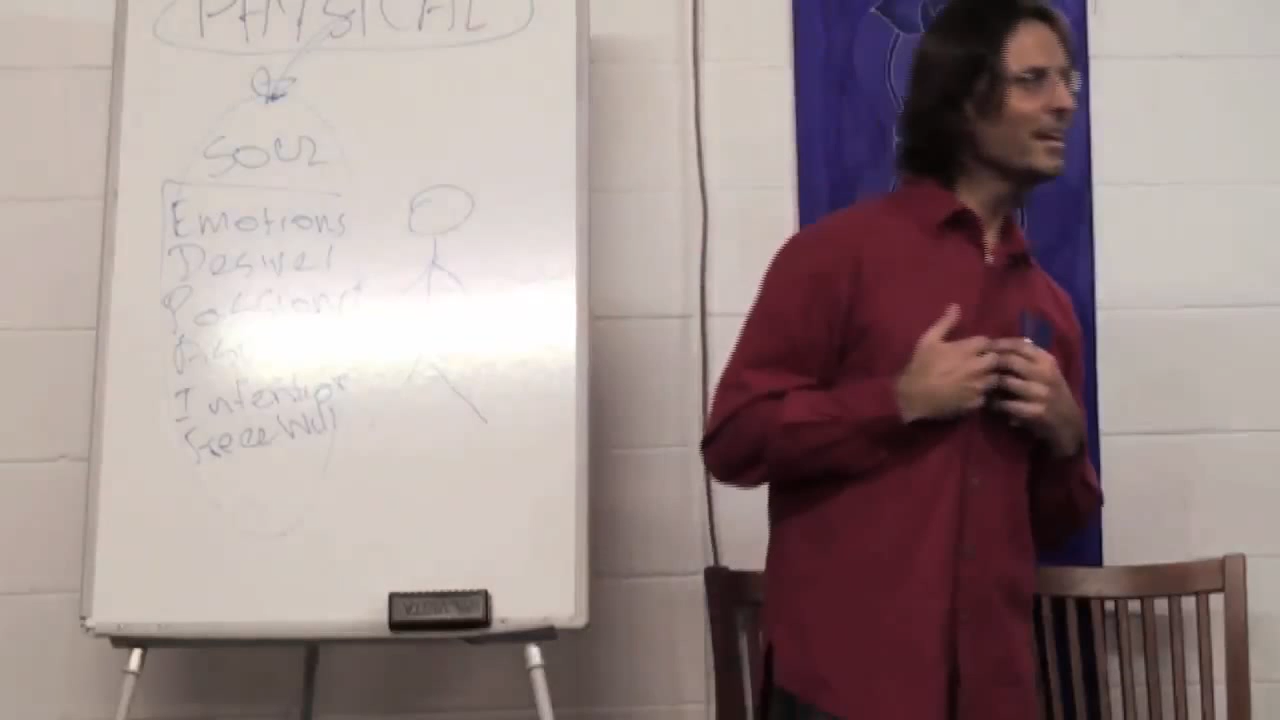 PHYSICAL
SOUL
Emotions
Desires
Passions
Intention
Free Will